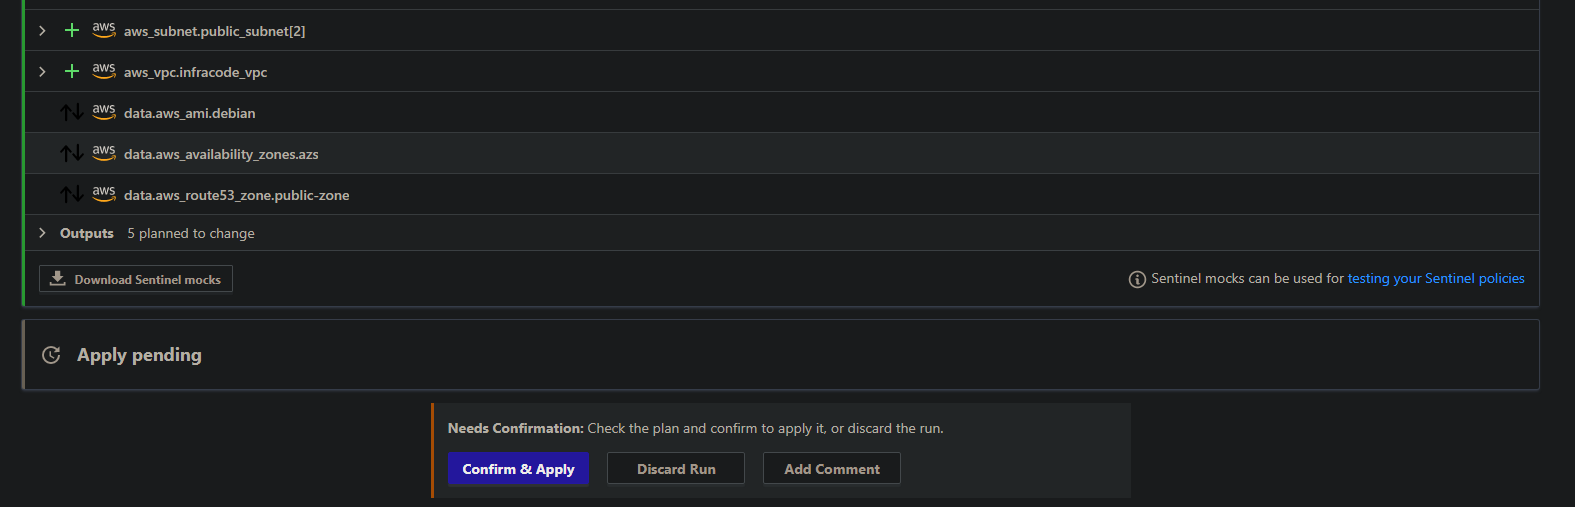 aws aws_subnet.public_subnet[2]
aws aws_vpc.infracode_vpc
aws data.aws_ami.debian
aws data.aws_availability_zones.azs
aws data.aws_route53_zone.public-zone
Outputs 5 planned to change
Download Sentinel mocks Sentinel mocks can be used for testing your Sentinel policies
Apply pending
Needs Confirmation: Check the plan and confirm to apply it, or discard the run.
Confirm & Apply Discard Run Add Comment